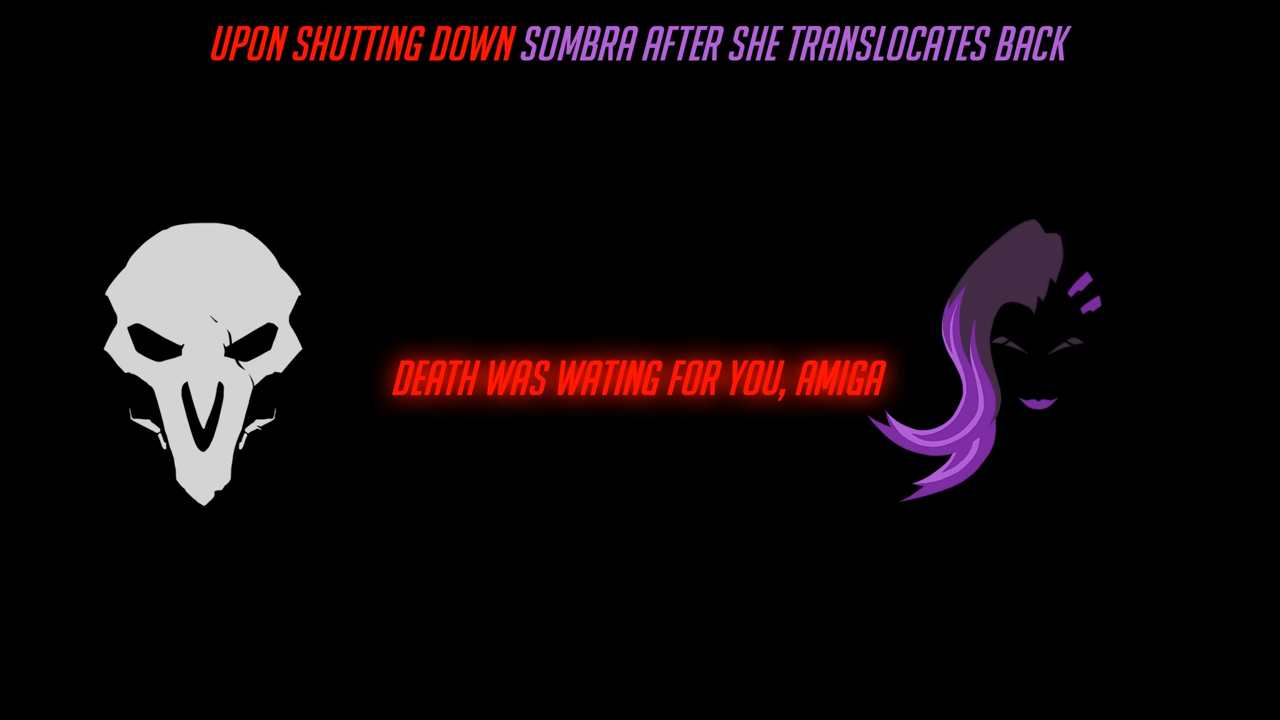 UPON SHUTTING DOWN SOMBRA AFTER SHE TRANSLOCATES BACK
DEATH WAS WATING FOR YOU, AMIGA